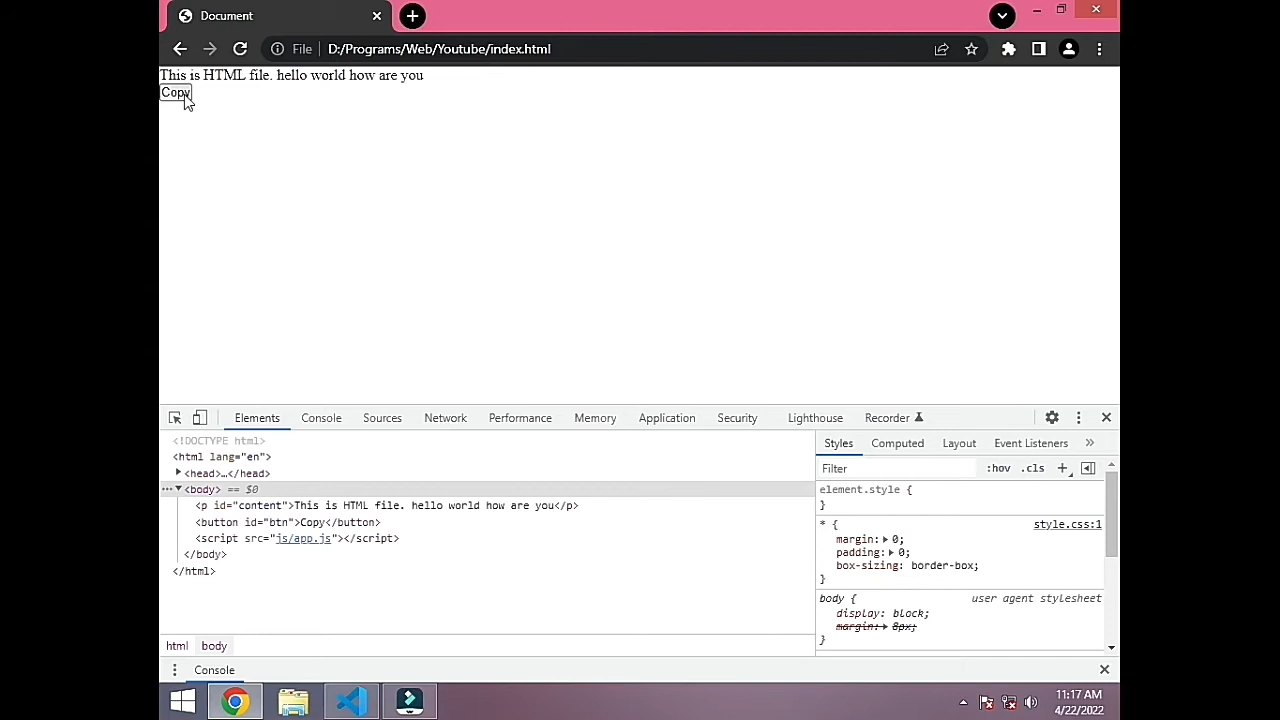 Document
File
D:/Programs/Web/Youtube/index.html
This is HTML file. hello world how are you
Copy
Elements Console Sources Network Performance Memory Application Security Lighthouse Recorder
<!DOCTYPE html>
<html lang="en">
<head>…</head>
<body> == $0
<p id="content">This is HTML file. hello world how are you</p>
<button id="btn">Copy</button>
<script src="js/app.js"></script>
</body>
</html>
html body
Styles Computed Layout Event Listeners »
Filter :hov .cls +
element.style {
}
* { style.css:1
margin: 0;
padding: 0;
box-sizing: border-box;
}
body { user agent stylesheet
display: block;
margin: 8px;
}
Console
11:17 AM
4/22/2022